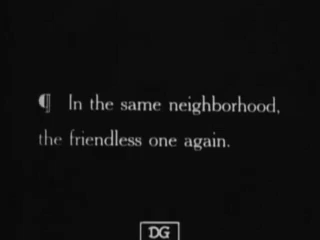 ¶ In the same neighborhood,
the friendless one again.
DG